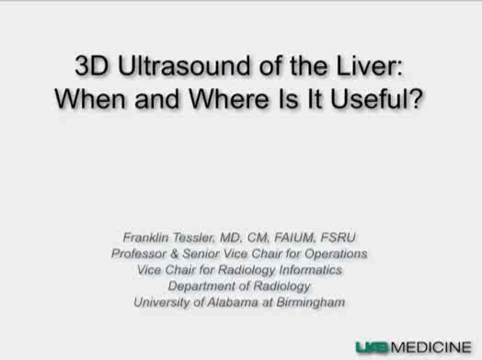 3D Ultrasound of the Liver:
When and Where Is It Useful?
Franklin Tessler, MD, CM, FAIUM, FSRU
Professor & Senior Vice Chair for Operations
Vice Chair for Radiology Informatics
Department of Radiology
University of Alabama at Birmingham
UAB MEDICINE